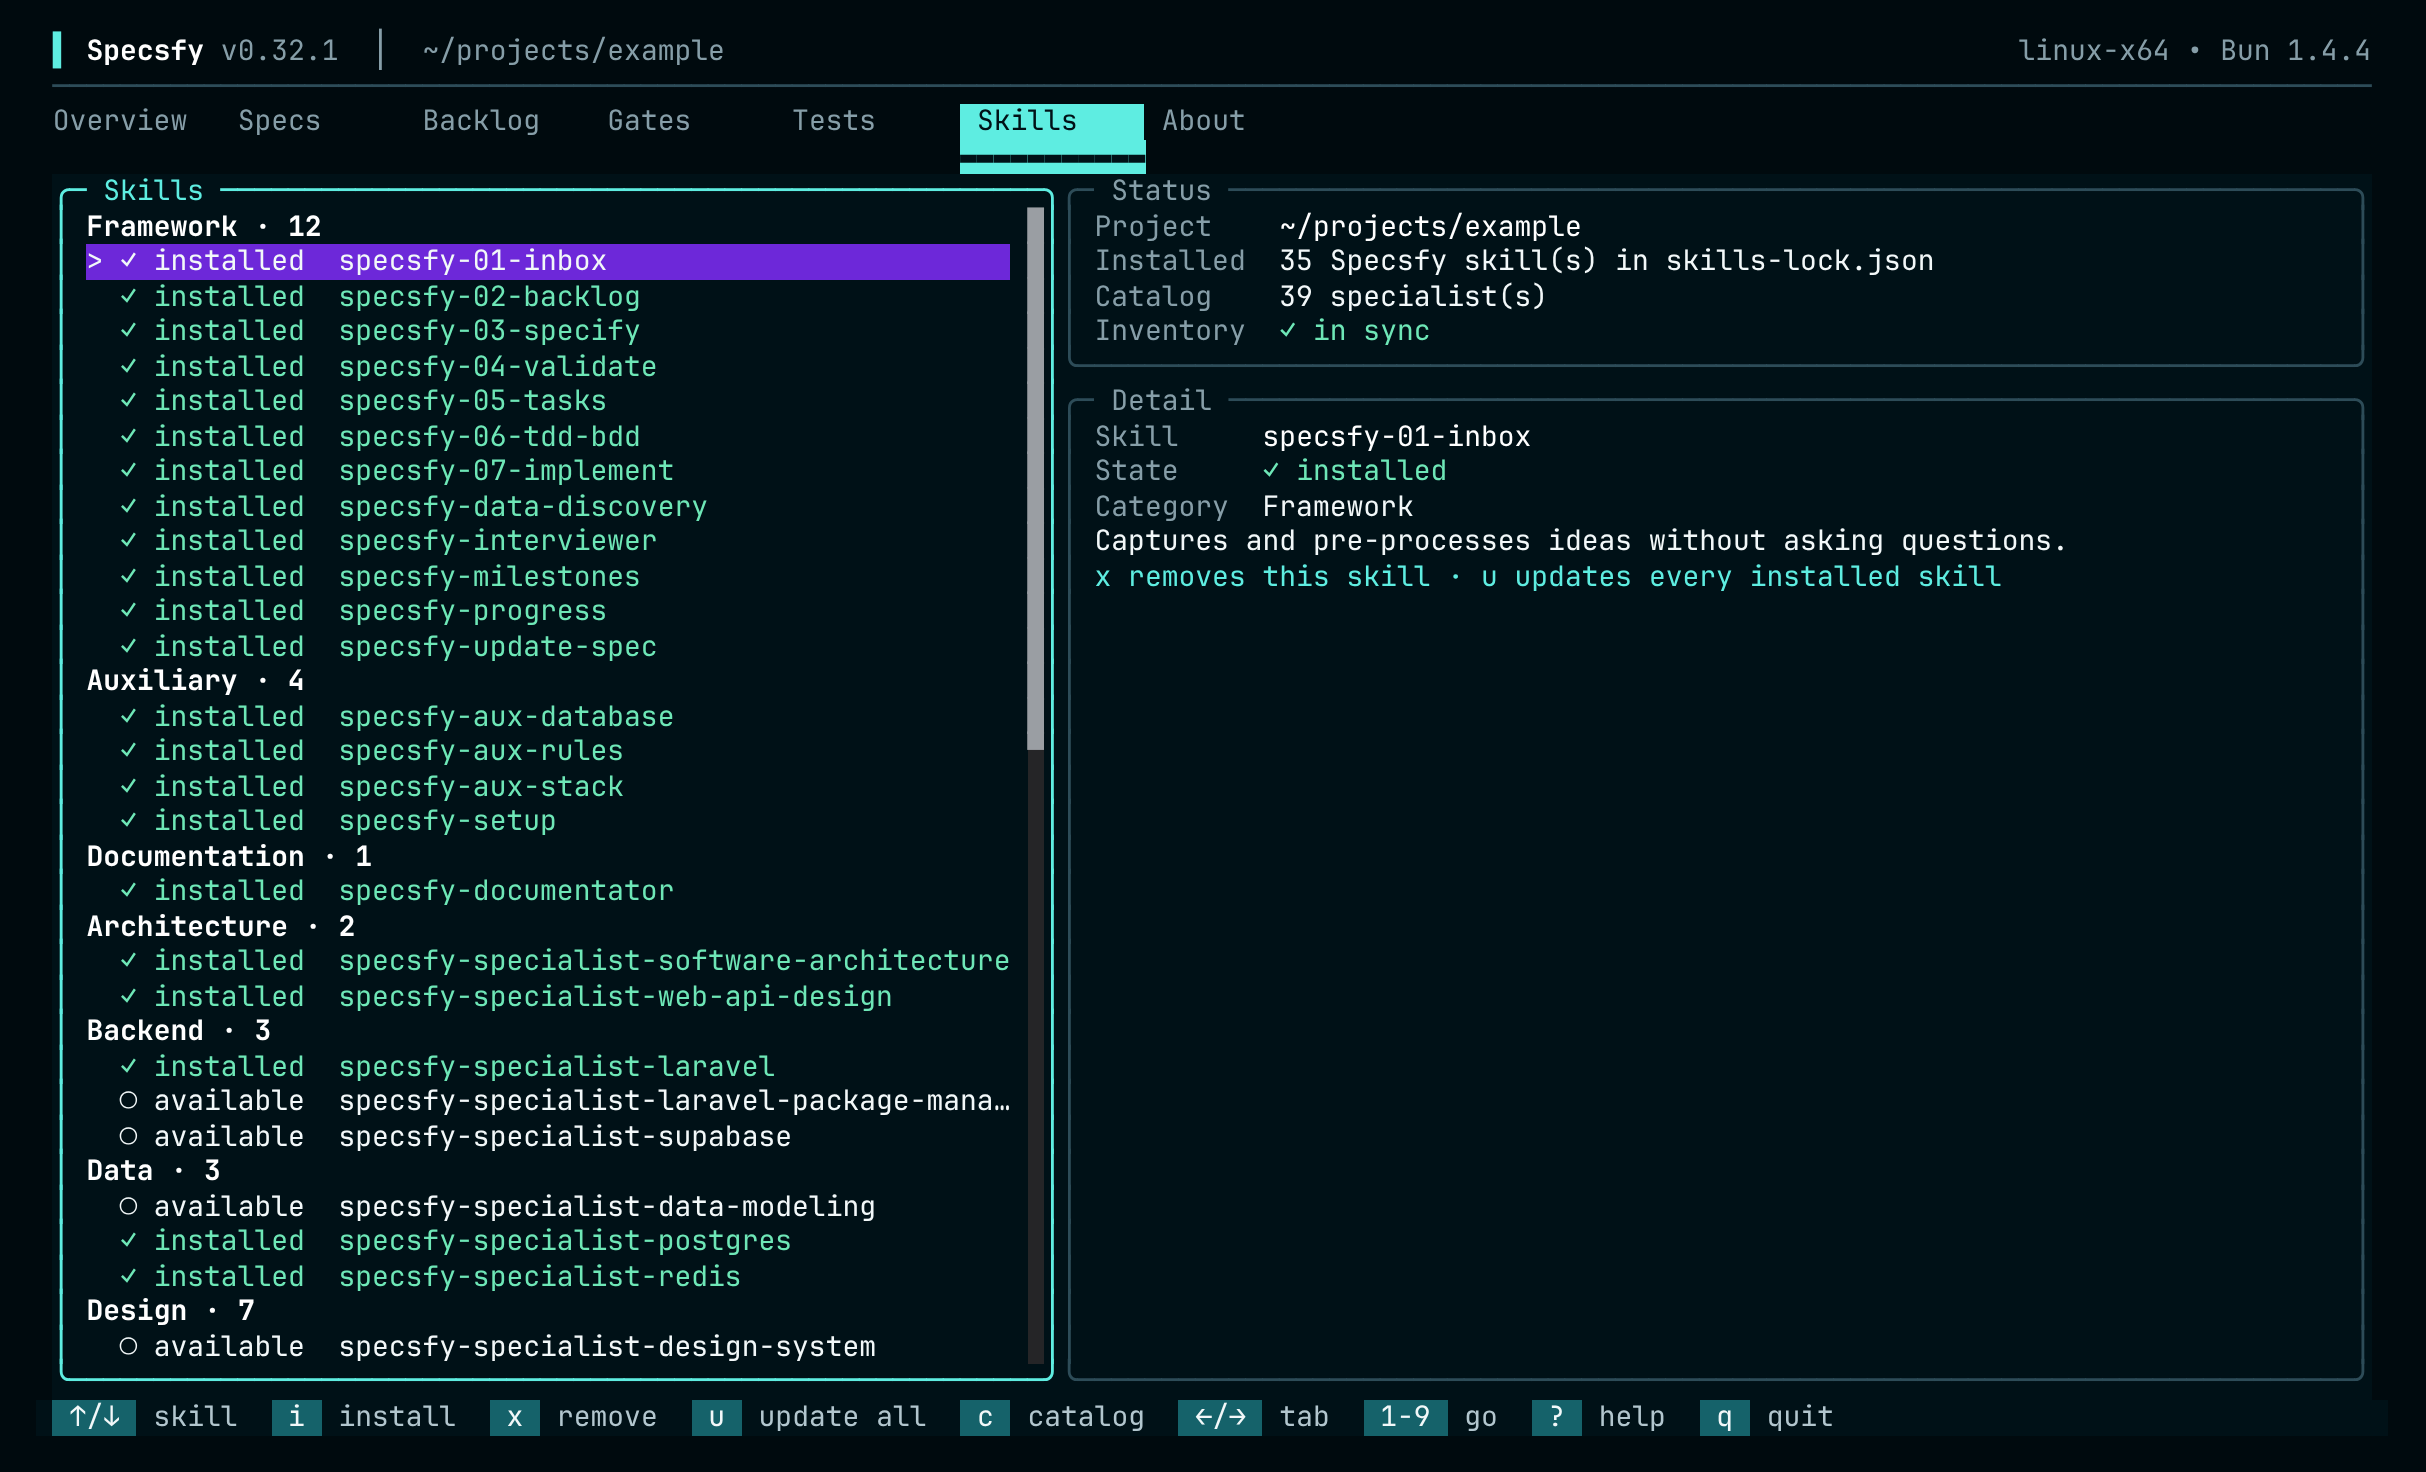 Specsfy v0.32.1 │ ~/projects/example linux-x64 • Bun 1.4.4
Overview Specs Backlog Gates Tests Skills About
Skills
Framework · 12
> ✓ installed specsfy-01-inbox
✓ installed specsfy-02-backlog
✓ installed specsfy-03-specify
✓ installed specsfy-04-validate
✓ installed specsfy-05-tasks
✓ installed specsfy-06-tdd-bdd
✓ installed specsfy-07-implement
✓ installed specsfy-data-discovery
✓ installed specsfy-interviewer
✓ installed specsfy-milestones
✓ installed specsfy-progress
✓ installed specsfy-update-spec
Auxiliary · 4
✓ installed specsfy-aux-database
✓ installed specsfy-aux-rules
✓ installed specsfy-aux-stack
✓ installed specsfy-setup
Documentation · 1
✓ installed specsfy-documentator
Architecture · 2
✓ installed specsfy-specialist-software-architecture
✓ installed specsfy-specialist-web-api-design
Backend · 3
✓ installed specsfy-specialist-laravel
○ available specsfy-specialist-laravel-package-mana…
○ available specsfy-specialist-supabase
Data · 3
○ available specsfy-specialist-data-modeling
✓ installed specsfy-specialist-postgres
✓ installed specsfy-specialist-redis
Design · 7
○ available specsfy-specialist-design-system
Status
Project ~/projects/example
Installed 35 Specsfy skill(s) in skills-lock.json
Catalog 39 specialist(s)
Inventory ✓ in sync
Detail
Skill specsfy-01-inbox
State ✓ installed
Category Framework
Captures and pre-processes ideas without asking questions.
x removes this skill · u updates every installed skill
↑/↓ skill i install x remove u update all c catalog ←/→ tab 1-9 go ? help q quit